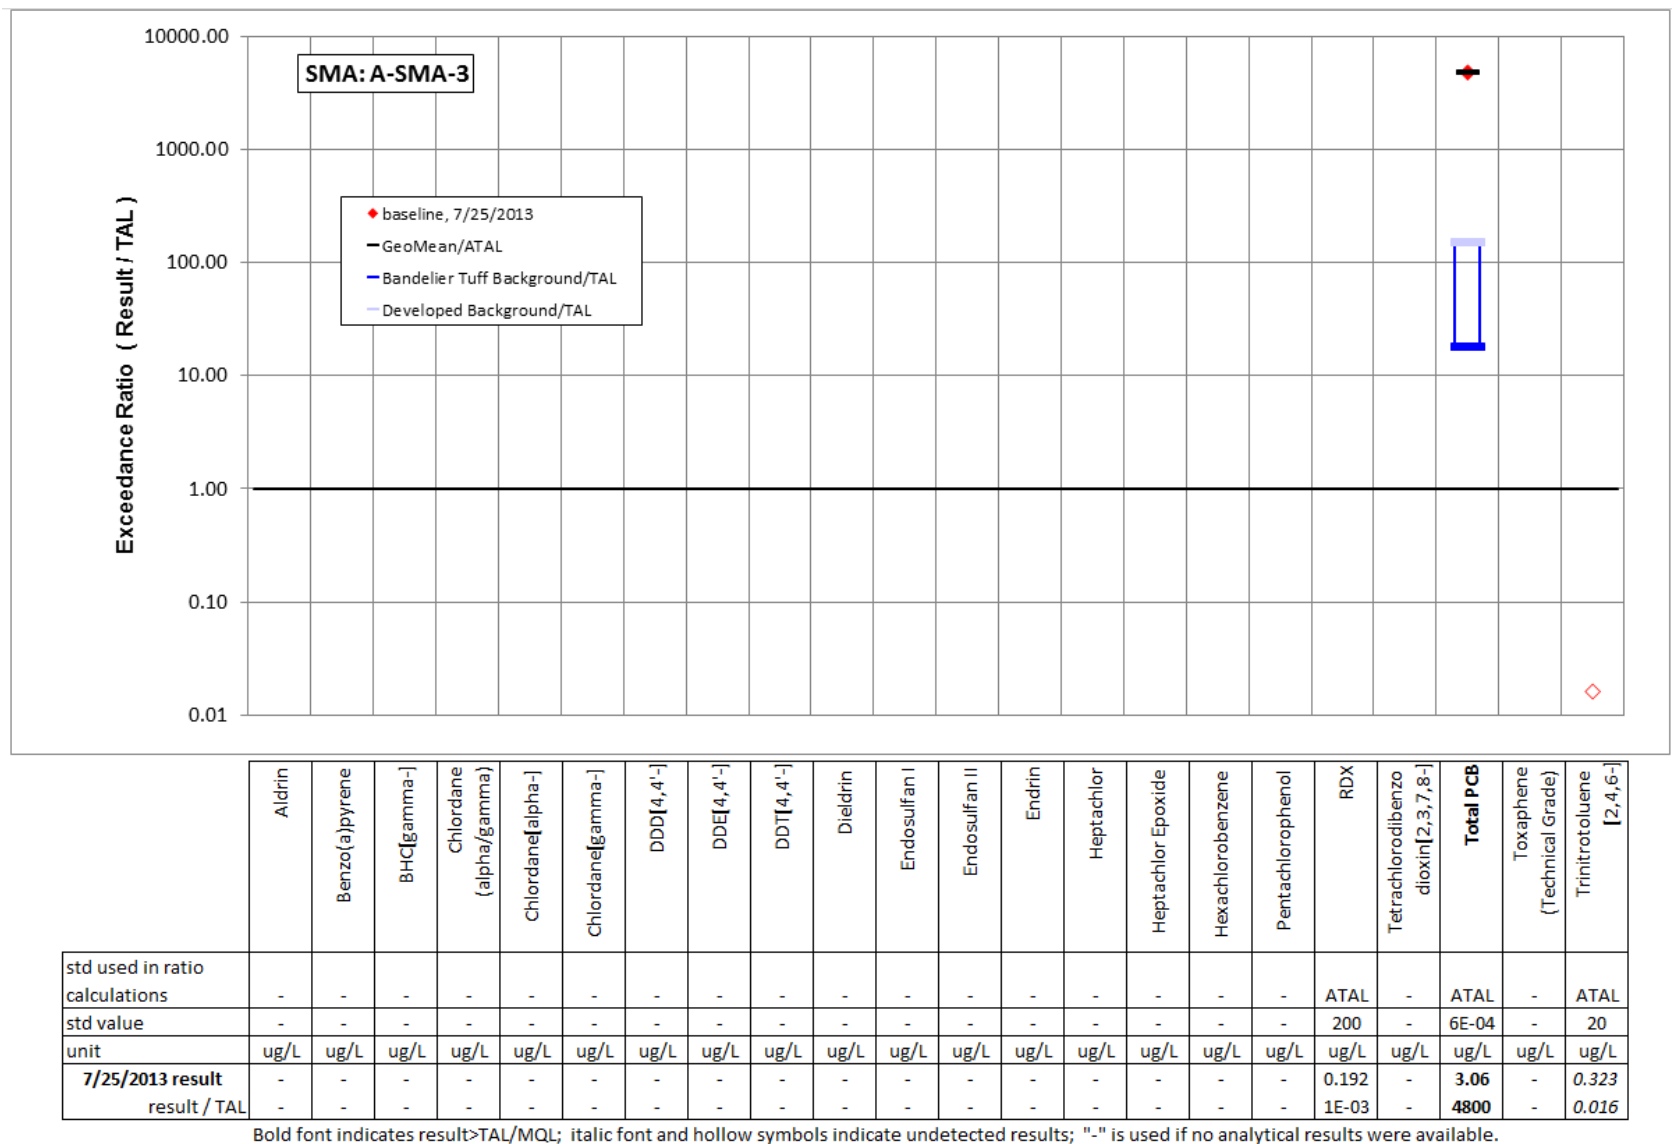 10000.00
SMA: A-SMA-3
1000.00
Exceedance Ratio ( Result / TAL )
baseline, 7/25/2013
GeoMean/ATAL
100.00
Bandelier Tuff Background/TAL
Developed Background/TAL
10.00
1.00
0.10
0.01
Aldrin
Benzo(a)pyrene
BHC[gamma-]
Chlordane
(alpha/gamma)
Chlordane[alpha-]
Chlordane[gamma-]
DDD[4,4'-]
DDE[4,4'-]
DDT[4,4'-]
Dieldrin
Endosulfan I
Endosulfan II
Endrin
Heptachlor
Heptachlor Epoxide
Hexachlorobenzene
Pentachlorophenol
RDX
Tetrachlorodibenzo
dioxin[2,3,7,8-]
Total PCB
Toxaphene
(Technical Grade)
Trinitrotoluene
[2,4,6-]
std used in ratio
calculations - - - - - - - - - - - - - - - - - ATAL - ATAL - ATAL
std value - - - - - - - - - - - - - - - - - 200 - 6E-04 - 20
unit ug/L ug/L ug/L ug/L ug/L ug/L ug/L ug/L ug/L ug/L ug/L ug/L ug/L ug/L ug/L ug/L ug/L ug/L ug/L ug/L ug/L ug/L
7/25/2013 result - - - - - - - - - - - - - - - - - 0.192 - 3.06 - 0.323
result / TAL - - - - - - - - - - - - - - - - - 1E-03 - 4800 - 0.016
Bold font indicates result>TAL/MQL; italic font and hollow symbols indicate undetected results; "-" is used if no analytical results were available.